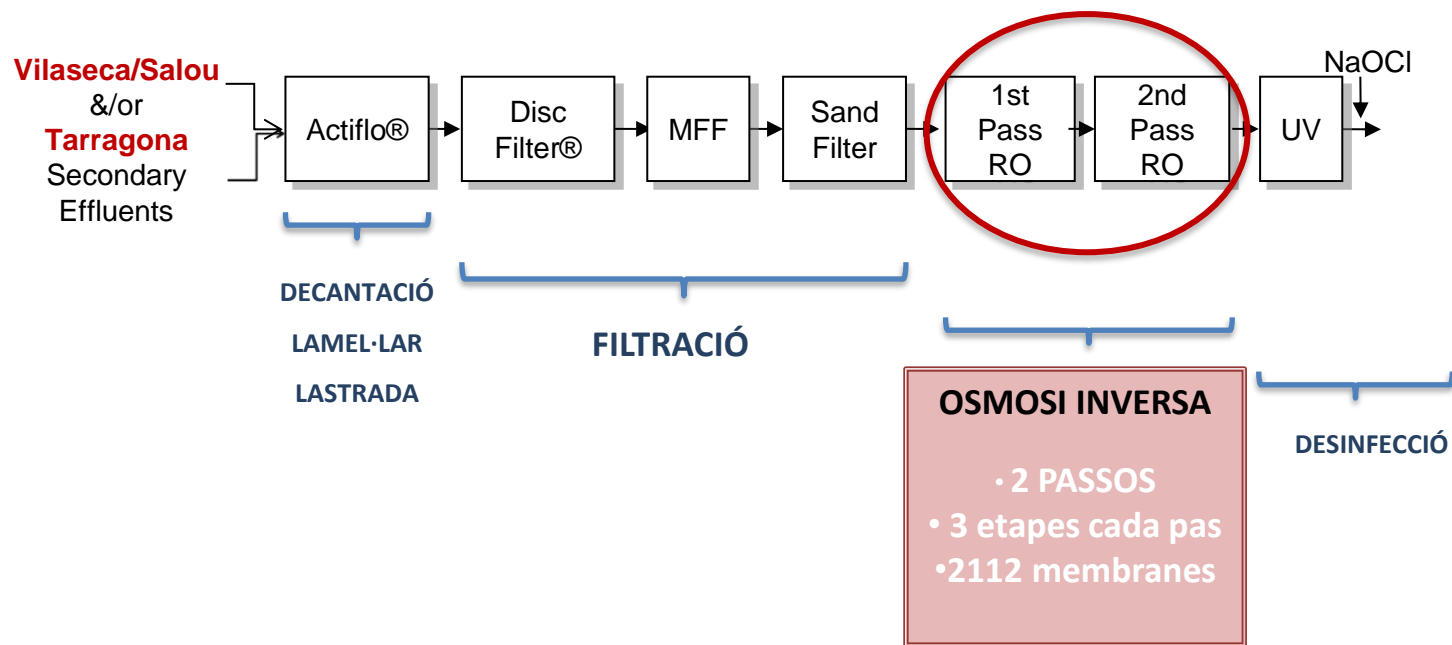 Vilaseca/Salou
&/or
Tarragona
Secondary
Effluents
Actiflo®
Disc
Filter®
MFF
Sand
Filter
1st
Pass
RO
2nd
Pass
RO
UV
NaOCl
DECANTACIÓ
LAMEL·LAR
LASTRADA
FILTRACIÓ
OSMOSI INVERSA
• 2 PASSOS
• 3 etapes cada pas
•2112 membranes
DESINFECCIÓ